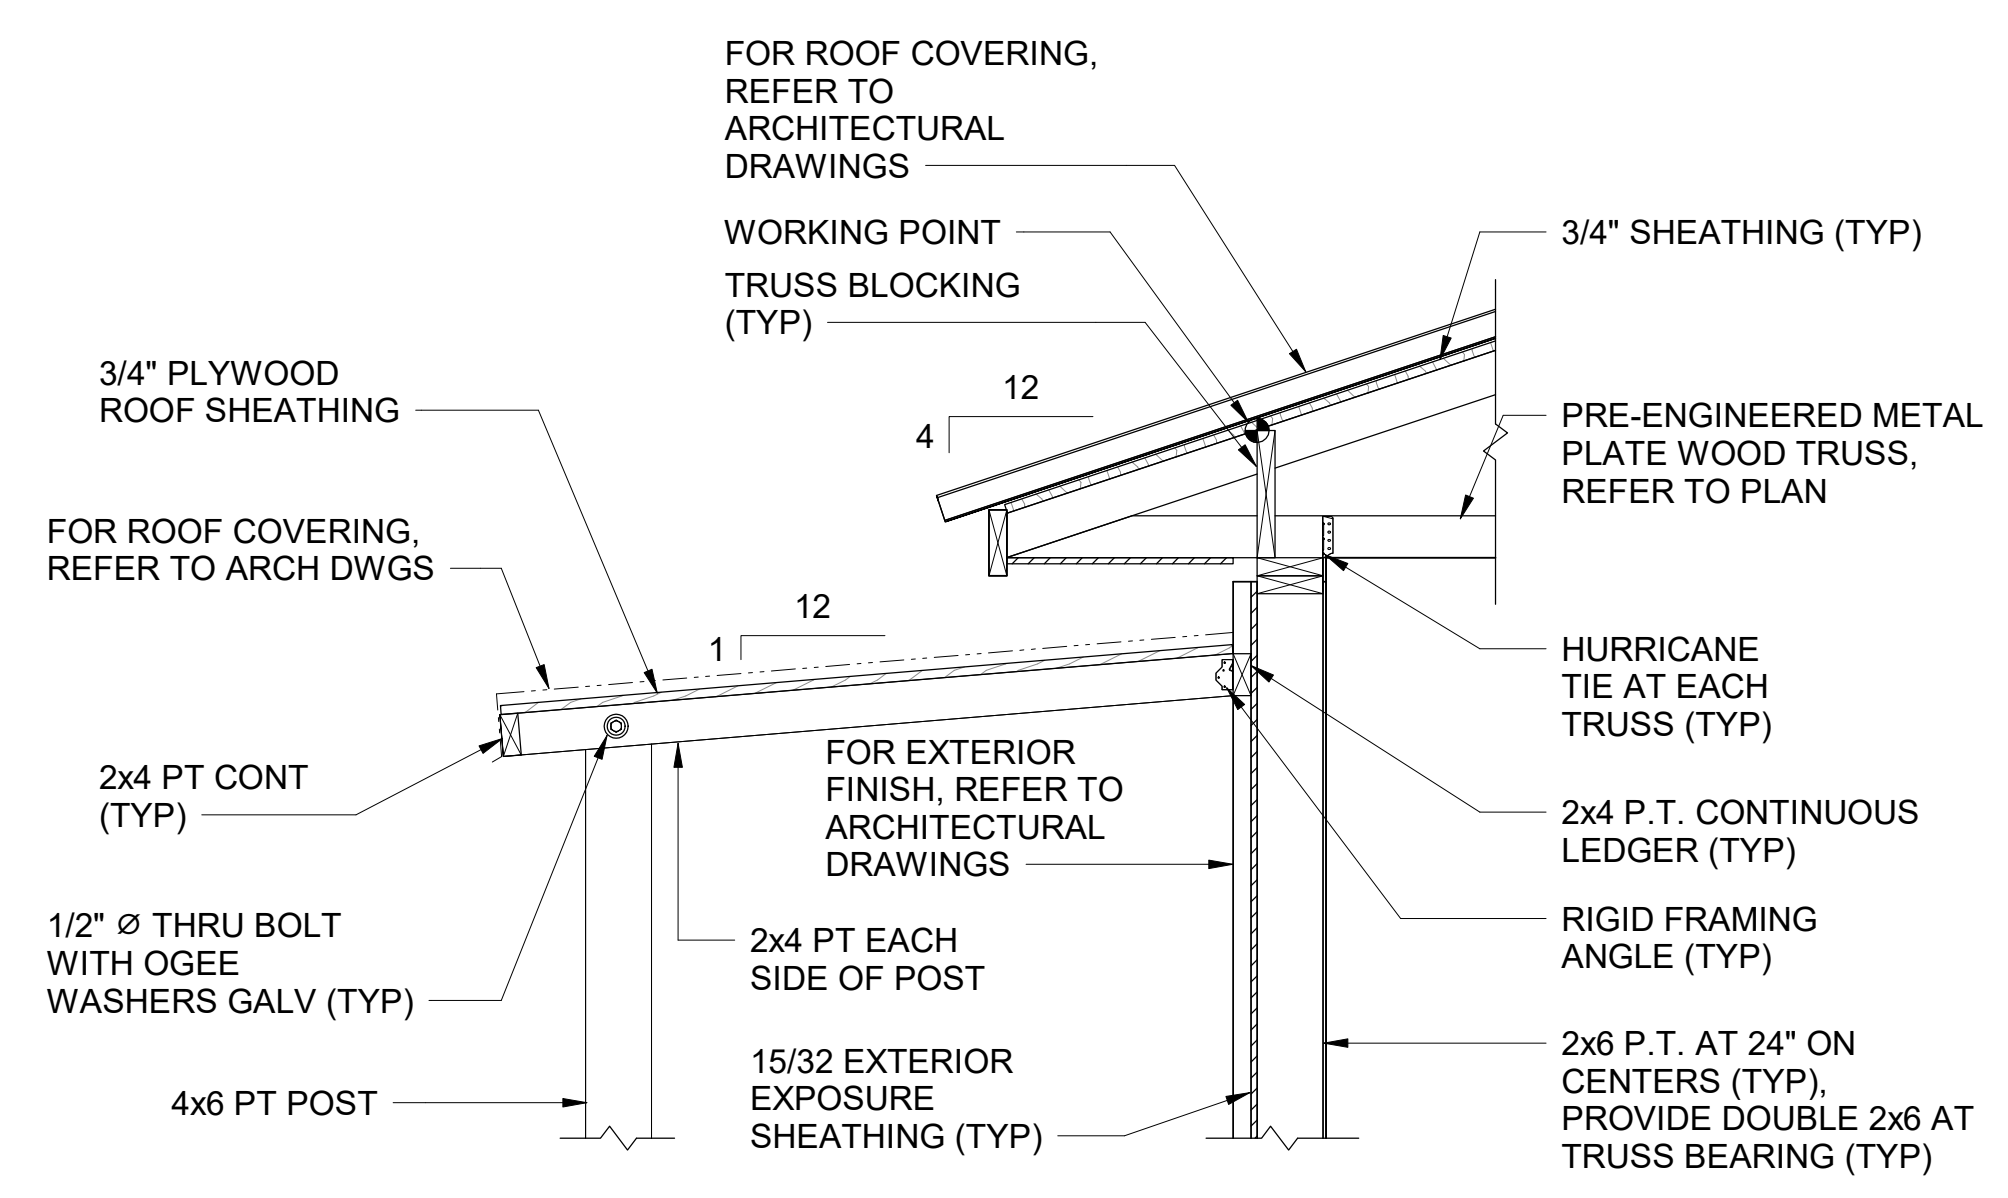 FOR ROOF COVERING,
REFER TO
ARCHITECTURAL
DRAWINGS
WORKING POINT
TRUSS BLOCKING
(TYP)
3/4" SHEATHING (TYP)
3/4" PLYWOOD
ROOF SHEATHING
12
4
PRE-ENGINEERED METAL
PLATE WOOD TRUSS,
REFER TO PLAN
FOR ROOF COVERING,
REFER TO ARCH DWGS
12
1
HURRICANE
TIE AT EACH
TRUSS (TYP)
2x4 PT CONT
(TYP)
FOR EXTERIOR
FINISH, REFER TO
ARCHITECTURAL
DRAWINGS
2x4 P.T. CONTINUOUS
LEDGER (TYP)
1/2" Ø THRU BOLT
WITH OGEE
WASHERS GALV (TYP)
2x4 PT EACH
SIDE OF POST
RIGID FRAMING
ANGLE (TYP)
4x6 PT POST
15/32 EXTERIOR
EXPOSURE
SHEATHING (TYP)
2x6 P.T. AT 24" ON
CENTERS (TYP),
PROVIDE DOUBLE 2x6 AT
TRUSS BEARING (TYP)